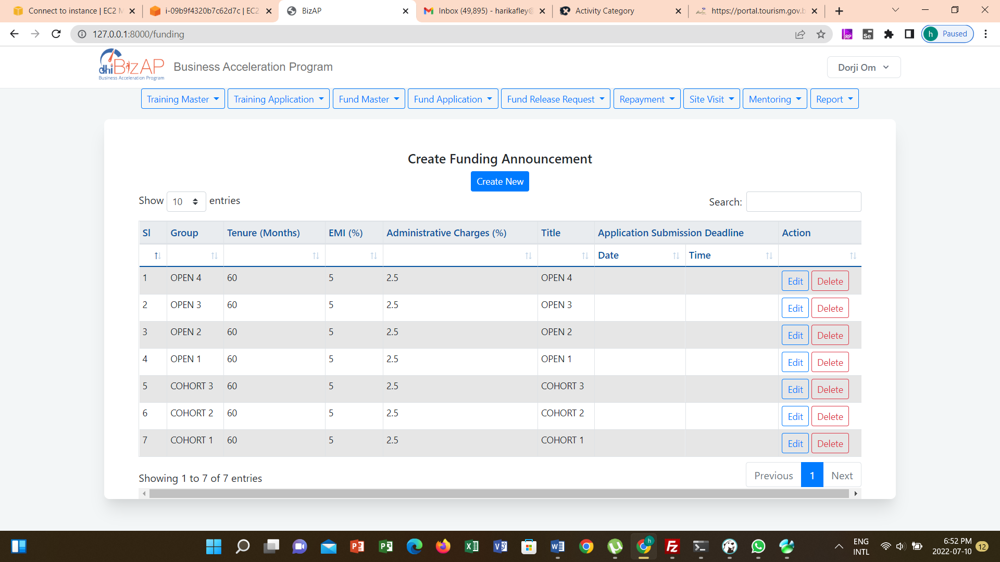 Connect to instance | EC2 M
i-09b9f4320b7c62d7c | EC2
BizAP
Inbox (49,895) - harikafley@
Activity Category
https://portal.tourism.gov.b
127.0.0.1:8000/funding
RP
Se
h Paused
dhi BizAP
Business Acceleration Program
Business Acceleration Program
Dorji Om
Training Master
Training Application
Fund Master
Fund Application
Fund Release Request
Repayment
Site Visit
Mentoring
Report
Create Funding Announcement
Create New
Show 10 entries
Search:
Sl Group Tenure (Months) EMI (%) Administrative Charges (%) Title Application Submission Deadline Action
Date Time
1 OPEN 4 60 5 2.5 OPEN 4 Edit Delete
2 OPEN 3 60 5 2.5 OPEN 3 Edit Delete
3 OPEN 2 60 5 2.5 OPEN 2 Edit Delete
4 OPEN 1 60 5 2.5 OPEN 1 Edit Delete
5 COHORT 3 60 5 2.5 COHORT 3 Edit Delete
6 COHORT 2 60 5 2.5 COHORT 2 Edit Delete
7 COHORT 1 60 5 2.5 COHORT 1 Edit Delete
Showing 1 to 7 of 7 entries
Previous 1 Next
ENG
INTL
6:52 PM
2022-07-10
12